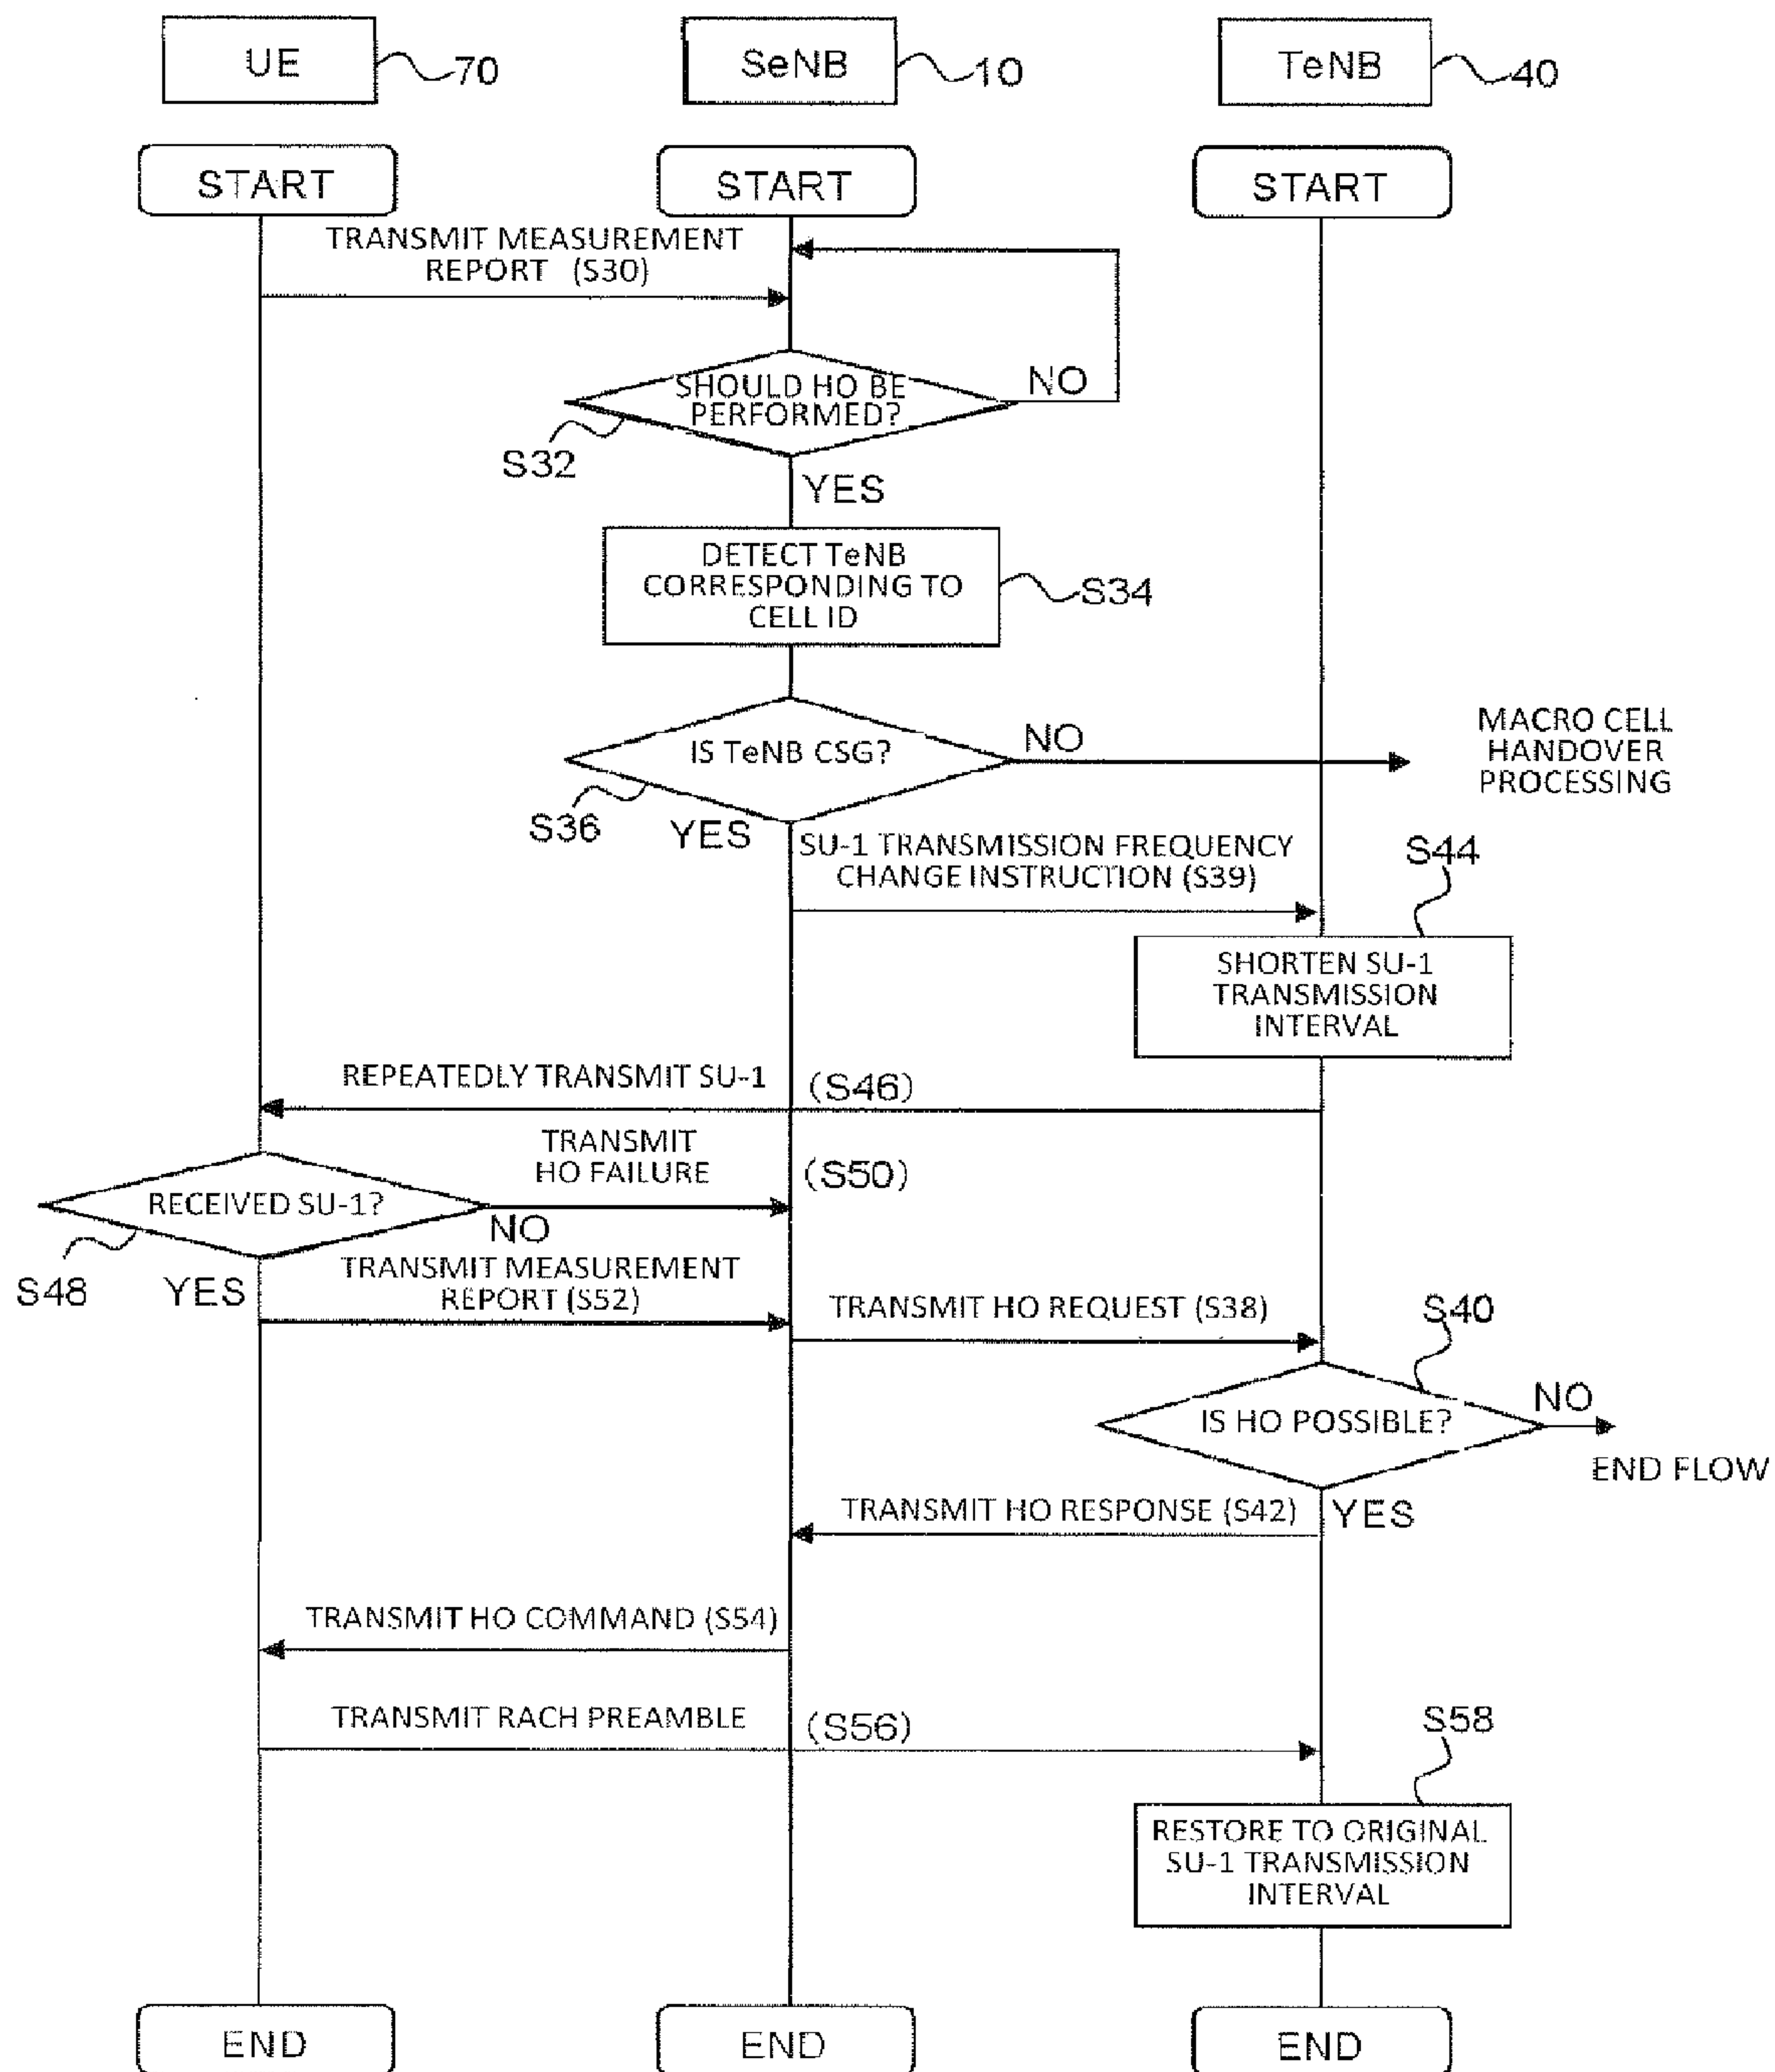 UE
70
SeNB
10
TeNB
40
START
START
START
TRANSMIT MEASUREMENT
REPORT (S30)
SHOULD HO BE
PERFORMED?
NO
S32
YES
DETECT TeNB
CORRESPONDING TO
CELL ID
S34
IS TeNB CSG?
NO
MACRO CELL
HANDOVER
PROCESSING
S36
YES
SU-1 TRANSMISSION FREQUENCY
CHANGE INSTRUCTION (S39)
S44
SHORTEN SU-1
TRANSMISSION
INTERVAL
REPEATEDLY TRANSMIT SU-1
(S46)
TRANSMIT
HO FAILURE
(S50)
RECEIVED SU-1?
NO
S48
YES
TRANSMIT MEASUREMENT
REPORT (S52)
TRANSMIT HO REQUEST (S38)
S40
IS HO POSSIBLE?
NO
END FLOW
TRANSMIT HO RESPONSE (S42)
YES
TRANSMIT HO COMMAND (S54)
TRANSMIT RACH PREAMBLE
(S56)
S58
RESTORE TO ORIGINAL
SU-1 TRANSMISSION
INTERVAL
END
END
END